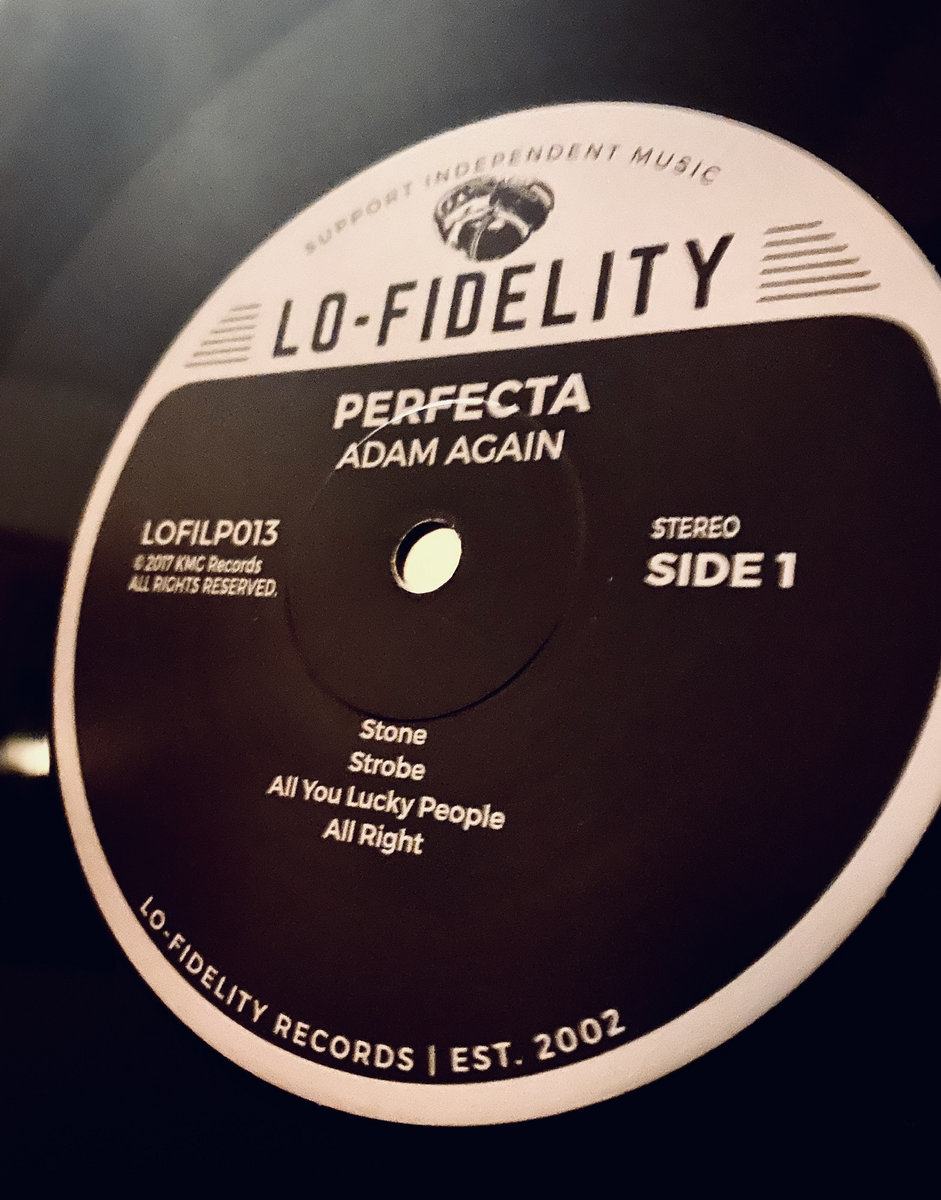 SUPPORT INDEPENDENT MUSIC
LO-FIDELITY
PERFECTA
ADAM AGAIN
LOFILP013
© 2017 KMC Records
ALL RIGHTS RESERVED.
STEREO
SIDE 1
Stone
Strobe
All You Lucky People
All Right
LO-FIDELITY RECORDS | EST. 2002